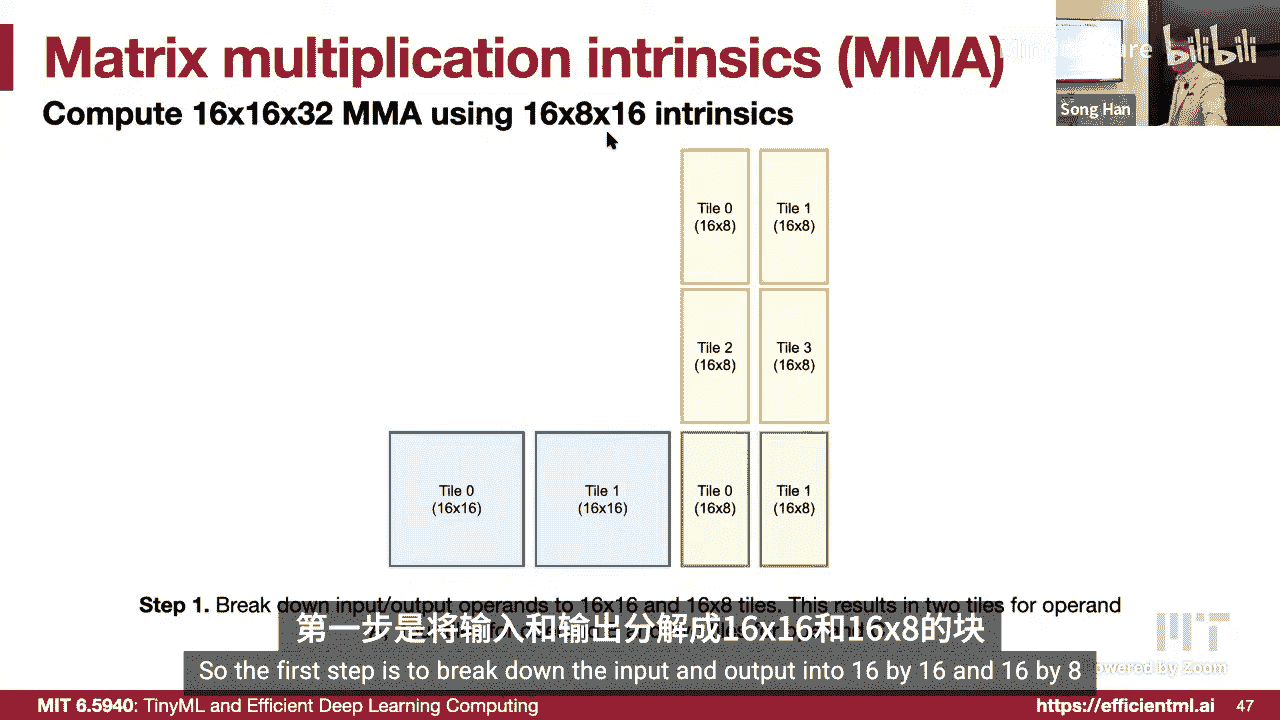 Matrix multiplication intrinsics (MMA)
bilibili
Song Han
Compute 16x16x32 MMA using 16x8x16 intrinsics
Tile 0
(16x8)
Tile 1
(16x8)
Tile 2
(16x8)
Tile 3
(16x8)
Tile 0
(16x16)
Tile 1
(16x16)
Tile 0
(16x8)
Tile 1
(16x8)
Step 1. Break down input/output operands to 16x16 and 16x8 tiles. This results in two tiles for operand
第一步是将输入和输出分解成16x16和16x8的块
So the first step is to break down the input and output into 16 by 16 and 16 by 8
MIT
powered by Zoom
MIT 6.5940: TinyML and Efficient Deep Learning Computing
https://efficientml.ai
47